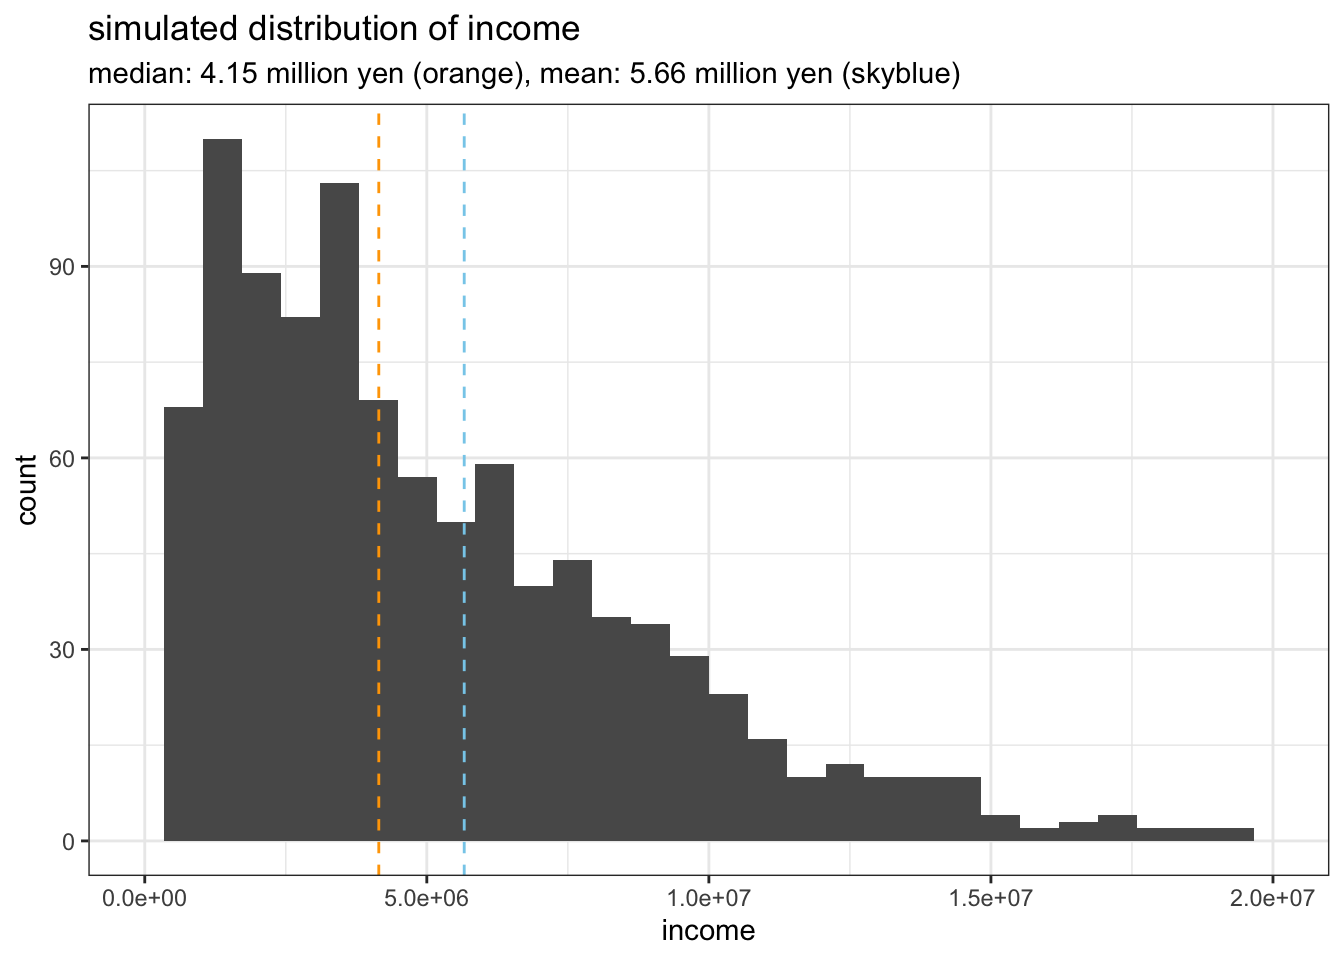 simulated distribution of income
median: 4.15 million yen (orange), mean: 5.66 million yen (skyblue)
90
60
30
0
count
0.0e+00 5.0e+06 1.0e+07 1.5e+07 2.0e+07
income